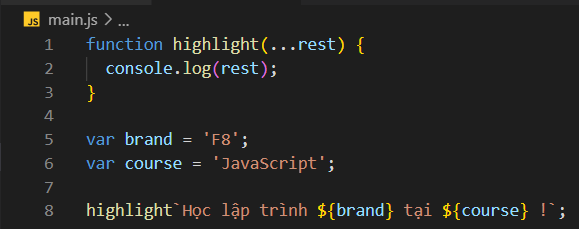 JS main.js > ...
1 function highlight(...rest) {
2   console.log(rest);
3 }
4
5 var brand = 'F8';
6 var course = 'JavaScript';
7
8 highlight`Học lập trình ${brand} tại ${course} !`;